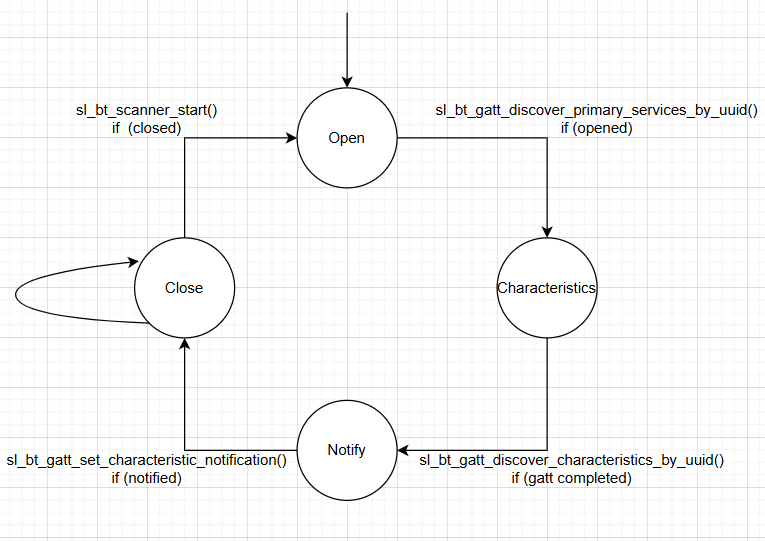 sl_bt_scanner_start()
if  (closed)
sl_bt_gatt_discover_primary_services_by_uuid()
if (opened)
Open
Close
Characteristics
Notify
sl_bt_gatt_set_characteristic_notification()
if (notified)
sl_bt_gatt_discover_characteristics_by_uuid()
if (gatt completed)